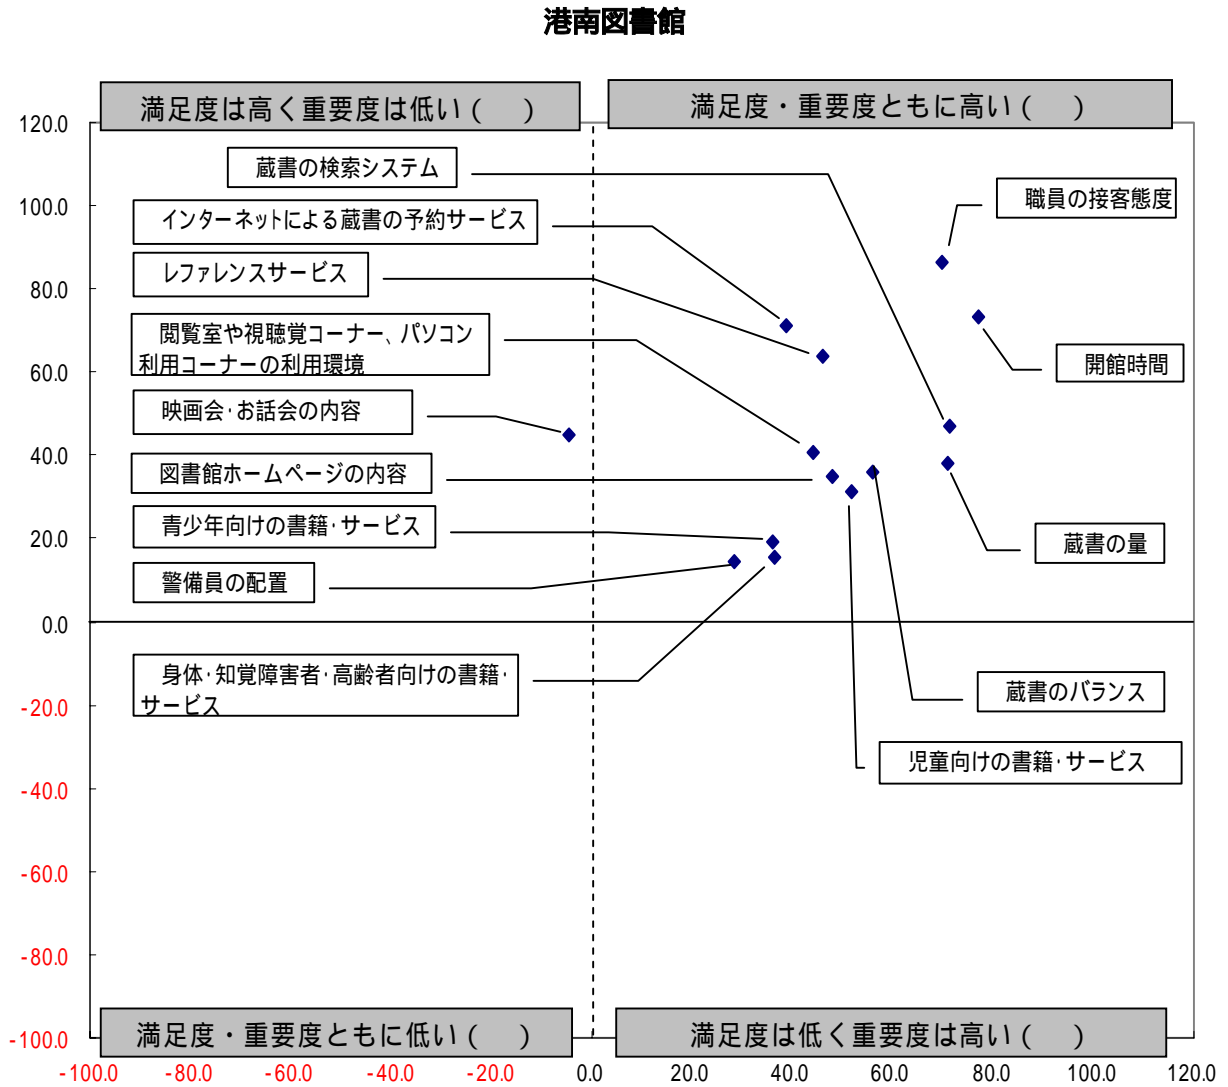 港南図書館
満足度は高く重要度は低い(　)
満足度・重要度ともに高い(　)
120.0
蔵書の検索システム
職員の接客態度
100.0
インターネットによる蔵書の予約サービス
レファレンスサービス
80.0
閲覧室や視聴覚コーナー、パソコン
利用コーナーの利用環境
開館時間
60.0
映画会・お話会の内容
40.0
図書館ホームページの内容
青少年向けの書籍・サービス
20.0
蔵書の量
警備員の配置
0.0
身体・知覚障害者・高齢者向けの書籍・
サービス
蔵書のバランス
-20.0
児童向けの書籍・サービス
-40.0
-60.0
-80.0
-100.0
満足度・重要度ともに低い(　)
満足度は低く重要度は高い(　)
-100.0 -80.0 -60.0 -40.0 -20.0 0.0 20.0 40.0 60.0 80.0 100.0 120.0